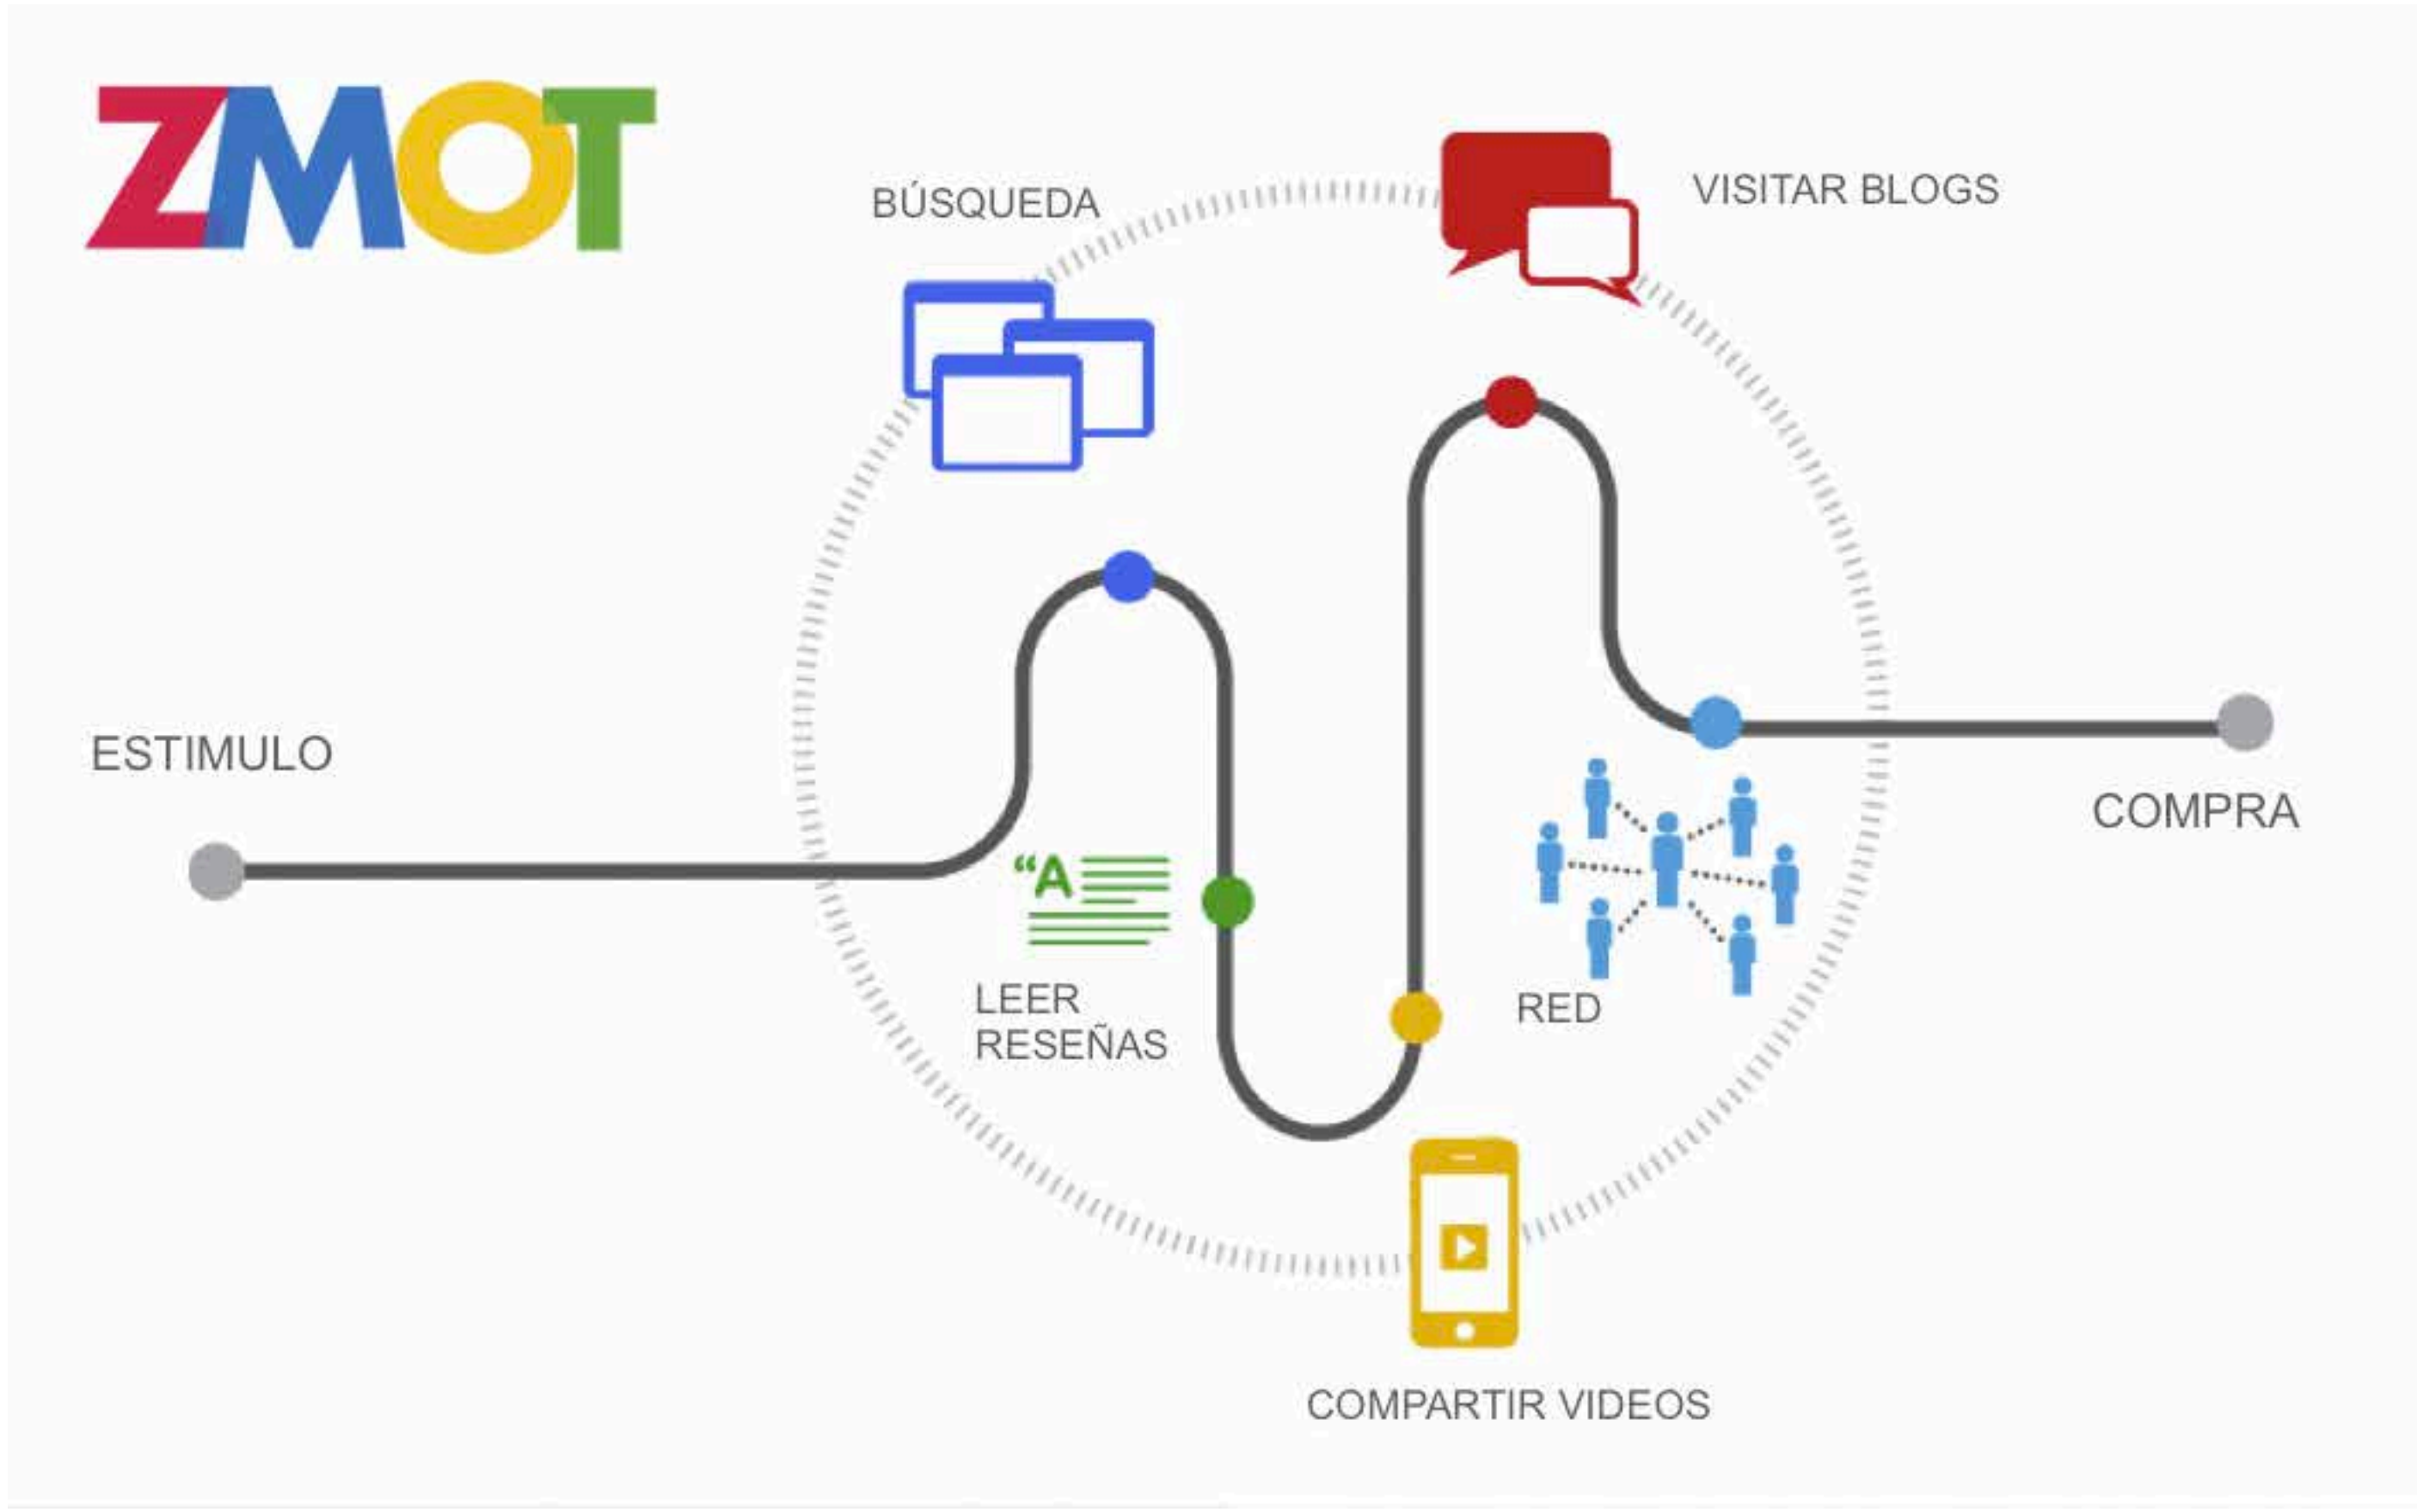 ZMOT
BÚSQUEDA
VISITAR BLOGS
ESTIMULO
COMPRA
“A
LEER
RESEÑAS
RED
COMPARTIR VIDEOS